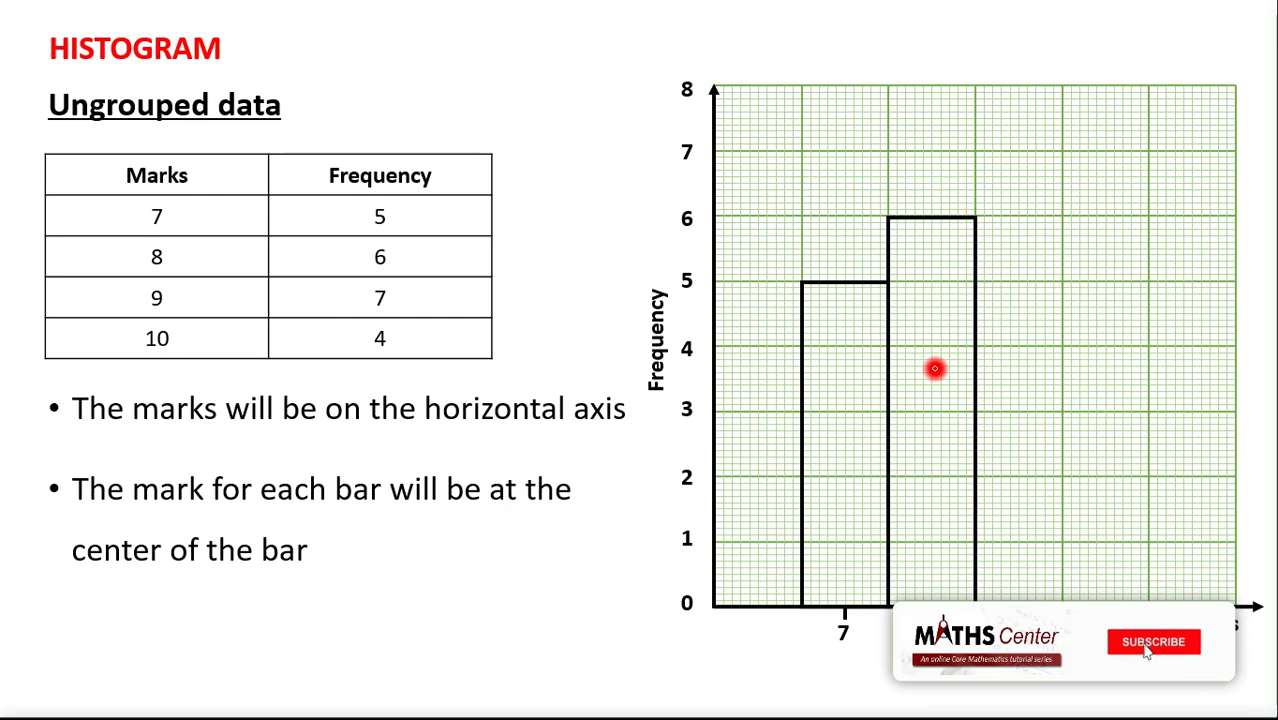 HISTOGRAM
Ungrouped data
Marks Frequency
7 5
8 6
9 7
10 4
• The marks will be on the horizontal axis
• The mark for each bar will be at the
center of the bar
8
7
6
5
4
3
2
1
0
Frequency
7
MATHS Center
An online Core Mathematics tutorial series
SUBSCRIBE